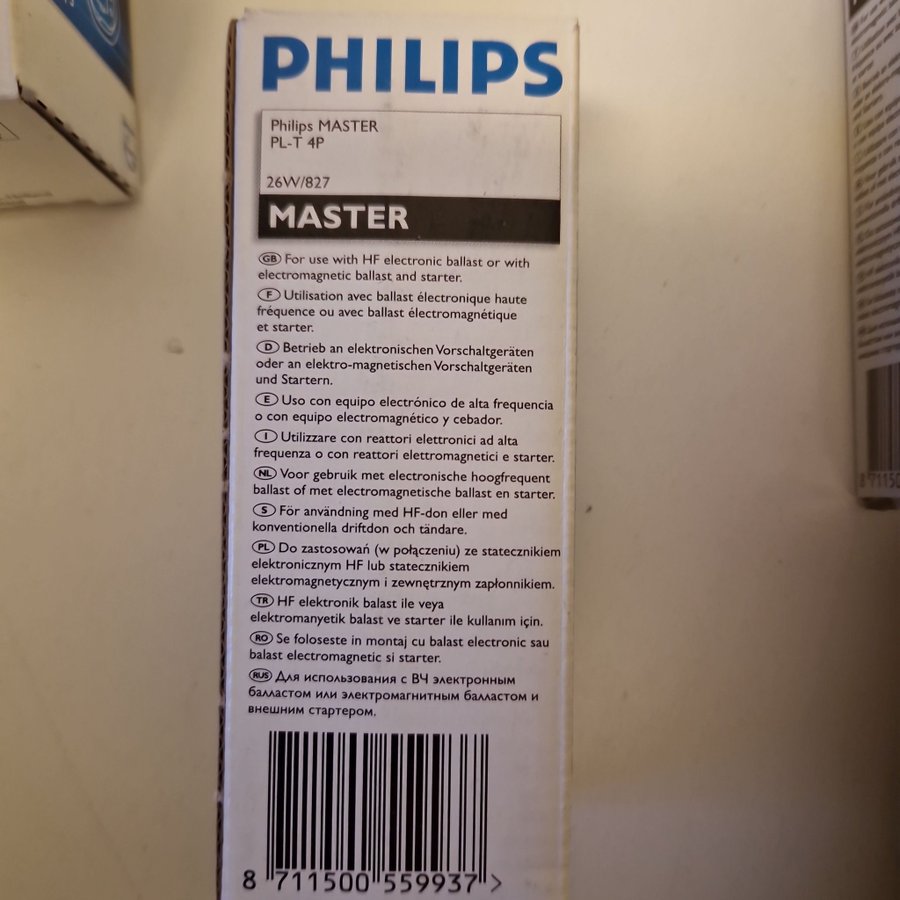 PHILIPS
Philips MASTER
PL-T 4P
26W/827
MASTER
GB For use with HF electronic ballast or with
electromagnetic ballast and starter.
F Utilisation avec ballast électronique haute
fréquence ou avec ballast électromagnétique
et starter.
D Betrieb an elektronischen Vorschaltgeräten
oder an elektro-magnetischen Vorschaltgeräten
und Startern.
E Uso con equipo electrónico de alta frequencia
o con equipo electromagnético y cebador.
I Utilizzare con reattori elettronici ad alta
frequenza o con reattori elettromagnetici e starter.
NL Voor gebruik met electronische hoogfrequent
ballast of met electromagnetische ballast en starter.
S För användning med HF-don eller med
konventionella driftdon och tändare.
PL Do zastosowań (w połączeniu) ze statecznikiem
elektronicznym HF lub statecznikiem
elektromagnetycznym i zewnętrznym zapłonnikiem.
TR HF elektronik balast ile veya
elektromanyetik balast ve starter ile kullanım için.
RO Se foloseste in montaj cu balast electronic sau
balast electromagnetic si starter.
RUS Для использования с ВЧ электронным
балластом или электромагнитным балластом и
внешним стартером.
8 711500 559937 >
8 71150